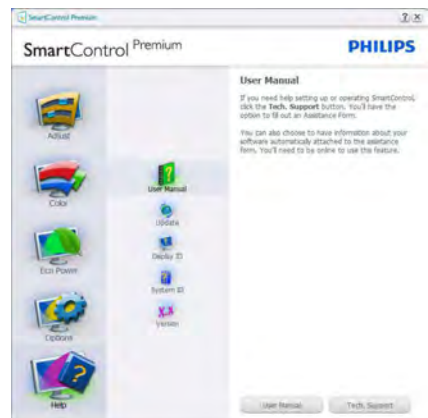 SmartControl Premium
SmartControl Premium
PHILIPS
Adjust
Color
Eco Power
Options
Help
User Manual
Update
Display ID
System ID
Version
User Manual
If you need help setting up or operating SmartControl,
click the Tech. Support button. You'll have the
option to fill out an Assistance Form.
You can also choose to have information about your
software automatically attached to the assistance
form. You'll need to be online to use this feature.
User Manual
Tech. Support